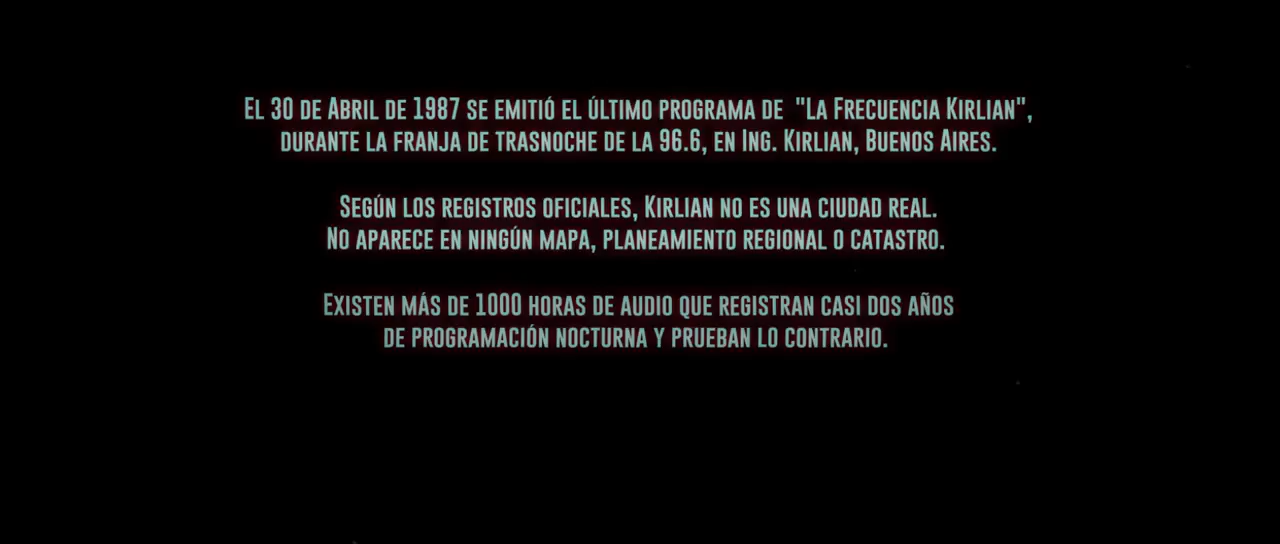 El 30 de Abril de 1987 se emitió el último programa de "La Frecuencia Kirlian",
durante la franja de trasnoche de la 96.6, en Ing. Kirlian, Buenos Aires.
Según los registros oficiales, Kirlian no es una ciudad real.
No aparece en ningún mapa, planeamiento regional o catastro.
Existen más de 1000 horas de audio que registran casi dos años
de programación nocturna y prueban lo contrario.